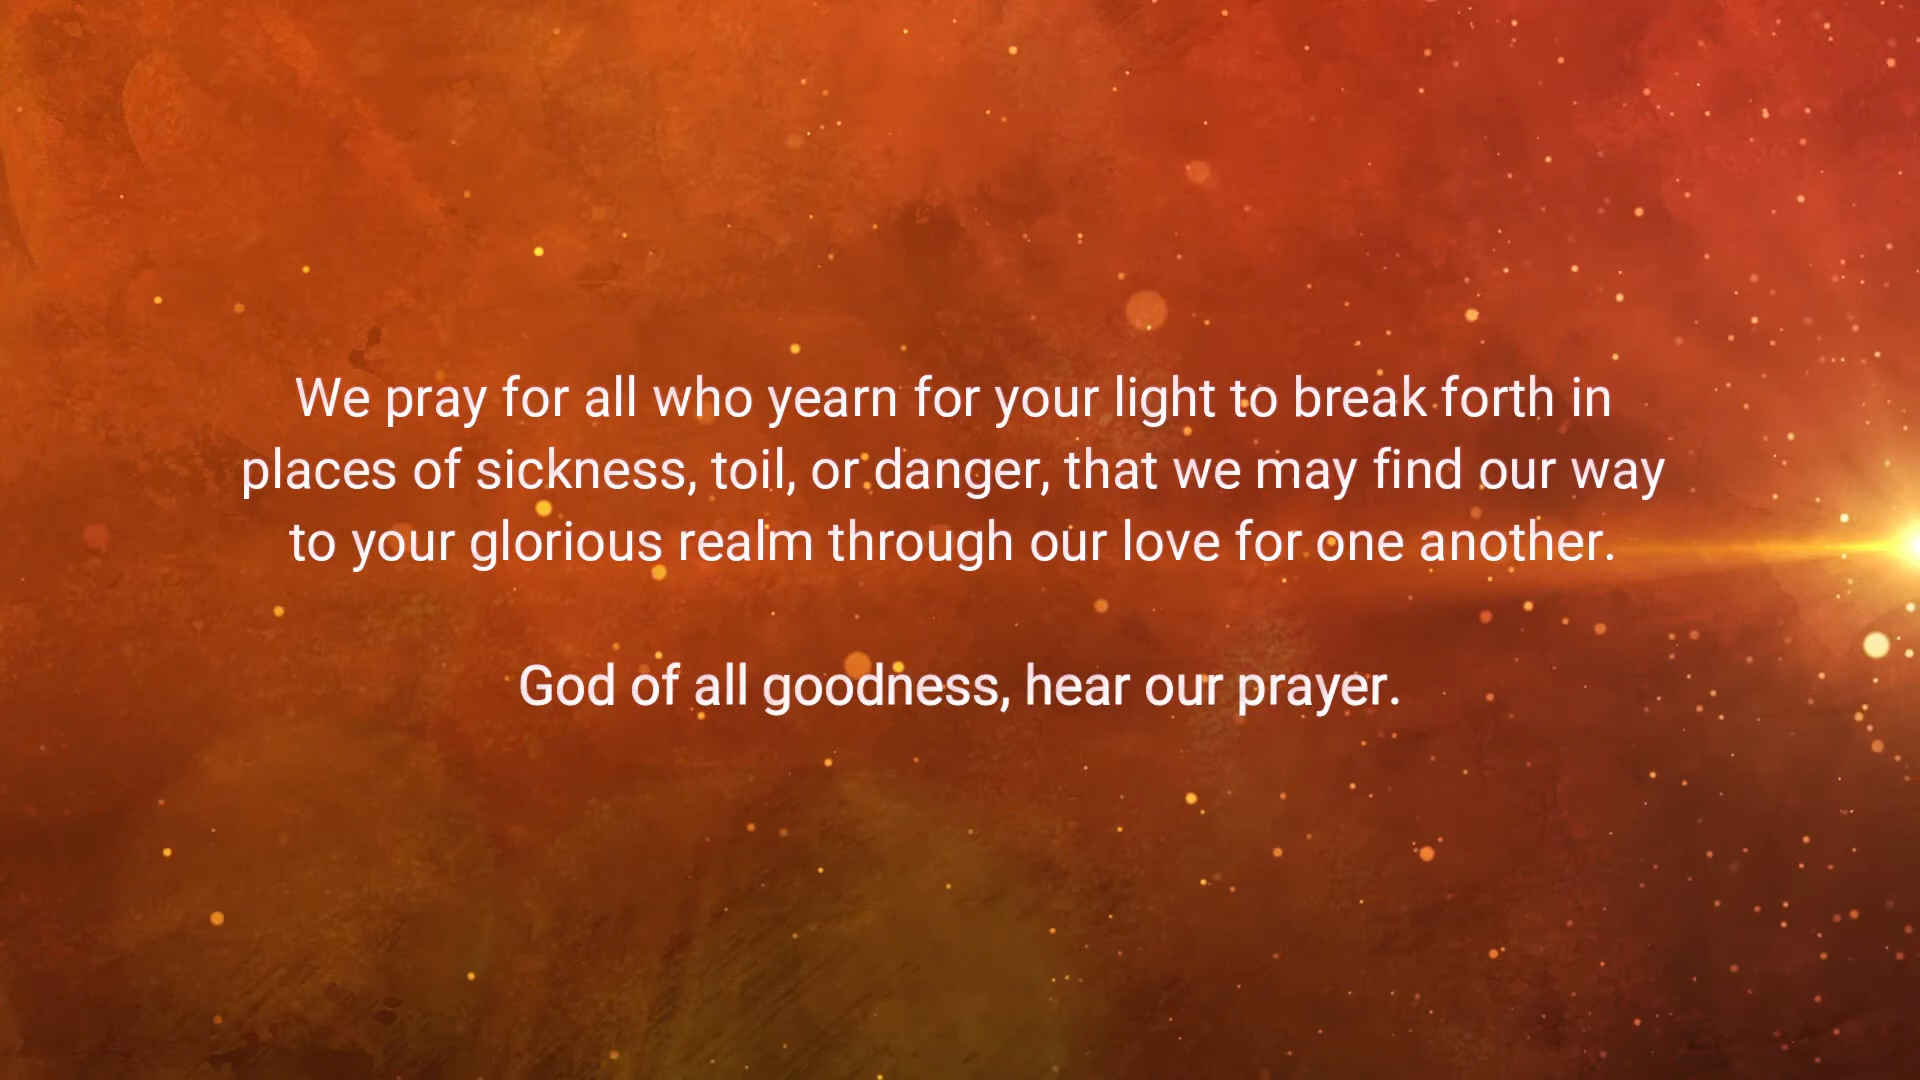 We pray for all who yearn for your light to break forth in
places of sickness, toil, or danger, that we may find our way
to your glorious realm through our love for one another.
God of all goodness, hear our prayer.